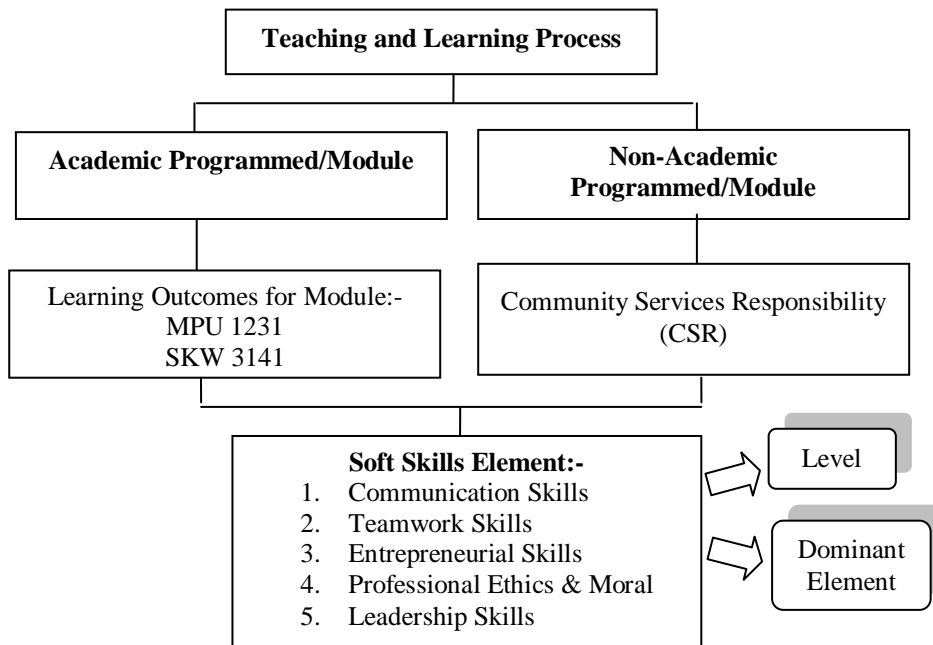 Teaching and Learning Process
Academic Programmed/Module
Non-Academic
Programmed/Module
Learning Outcomes for Module:-
MPU 1231
SKW 3141
Community Services Responsibility
(CSR)
Soft Skills Element:-
1. Communication Skills
2. Teamwork Skills
3. Entrepreneurial Skills
4. Professional Ethics & Moral
5. Leadership Skills
Level
Dominant
Element